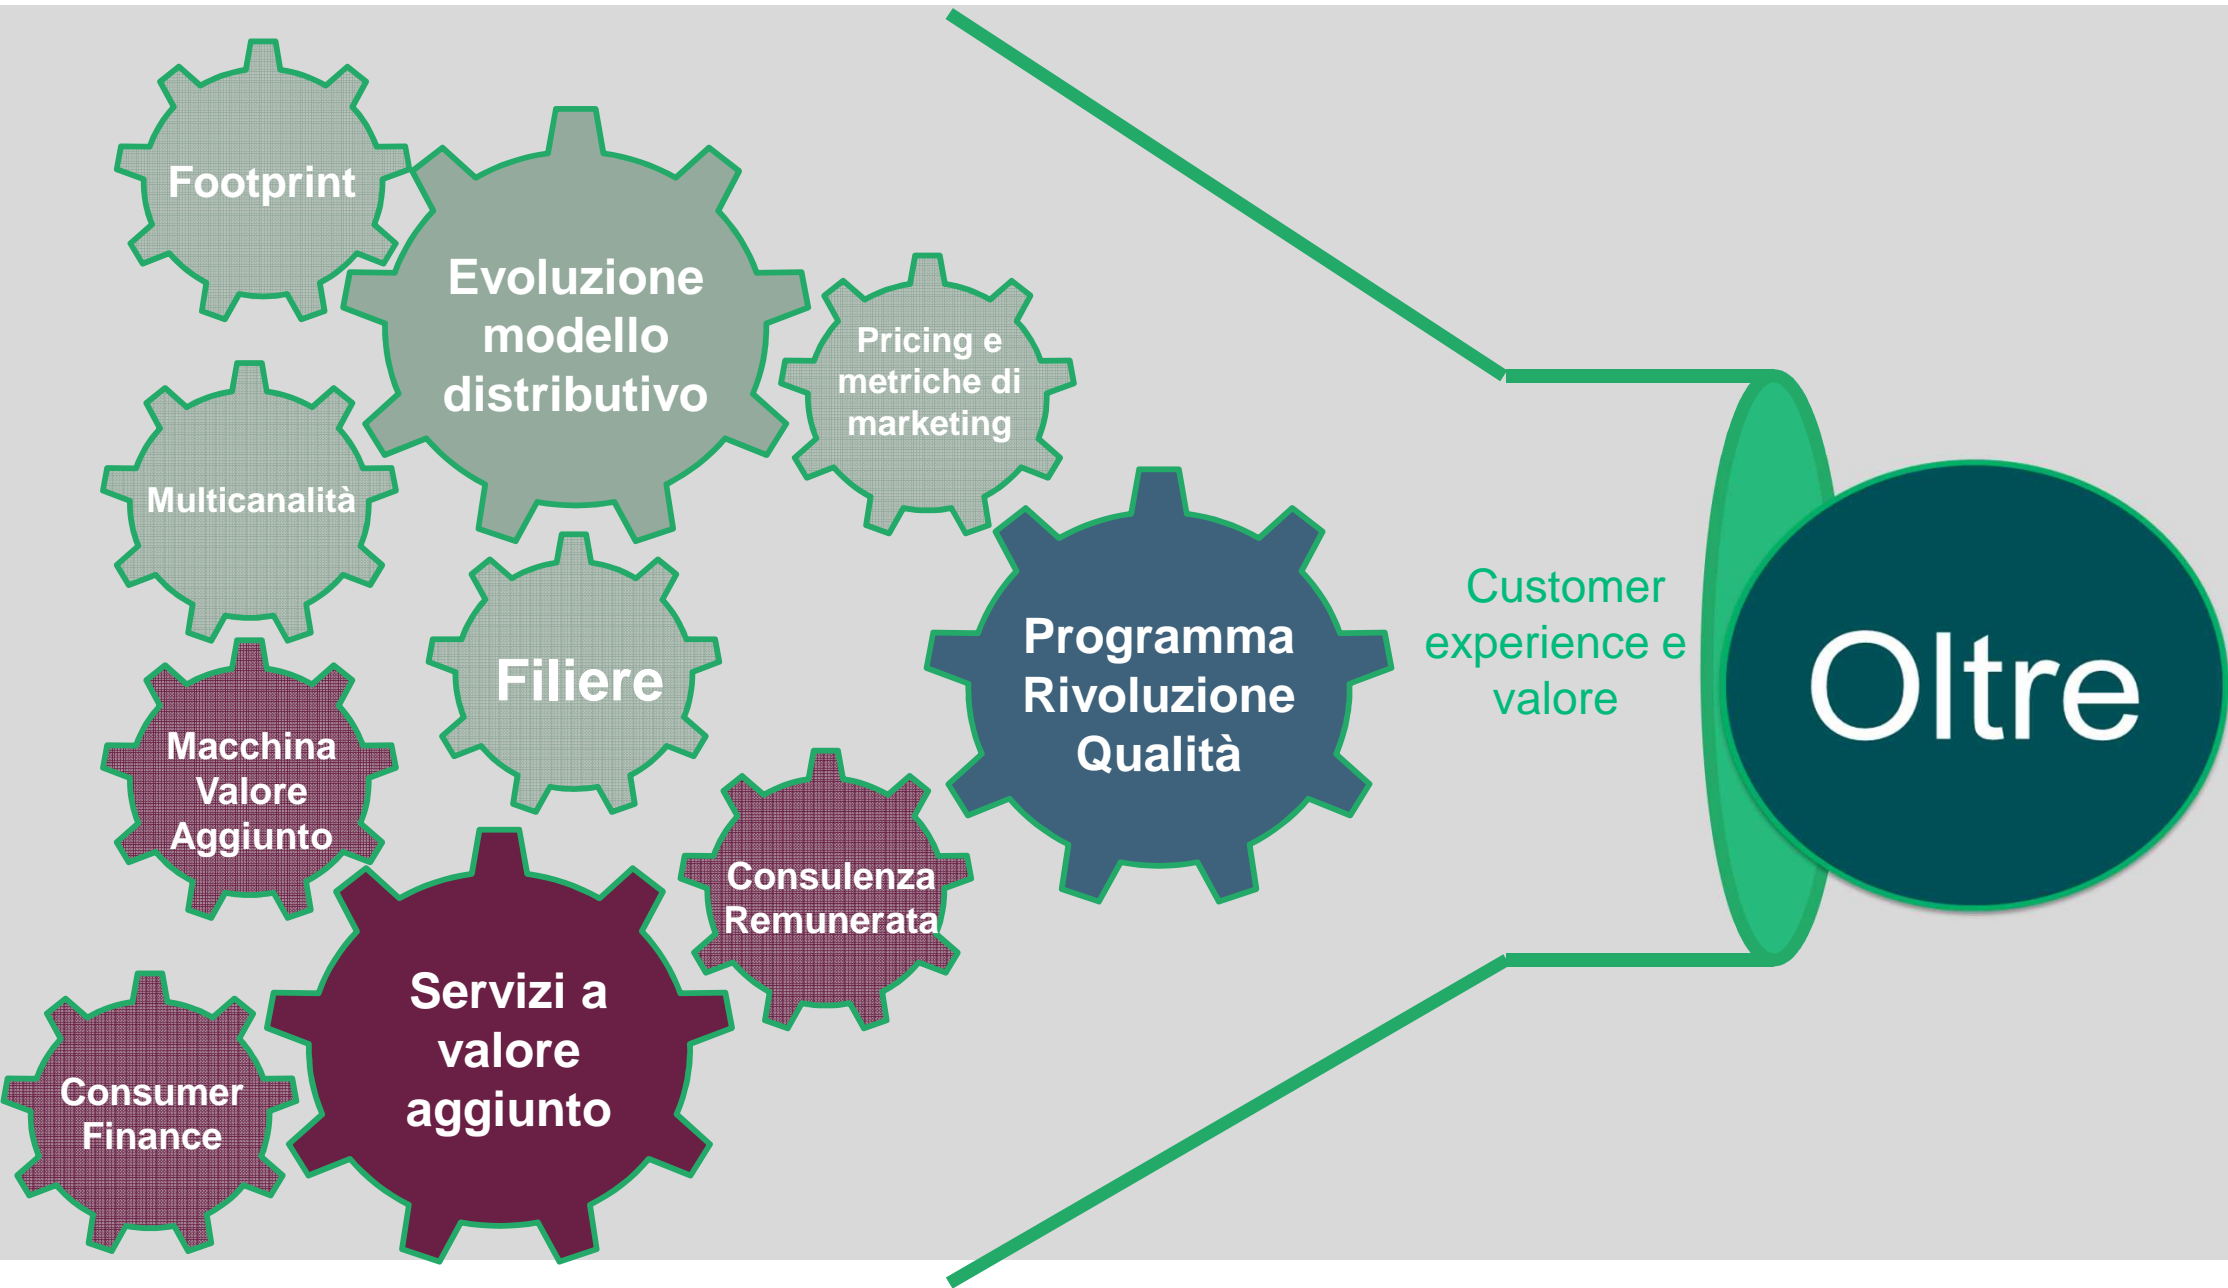 Footprint
Evoluzione
modello
distributivo
Pricing e
metriche di
marketing
Multicanalità
Filiere
Macchina
Valore
Aggiunto
Programma
Rivoluzione
Qualità
Customer
experience e
valore
Oltre
Consulenza
Remunerata
Servizi a
valore
aggiunto
Consumer
Finance